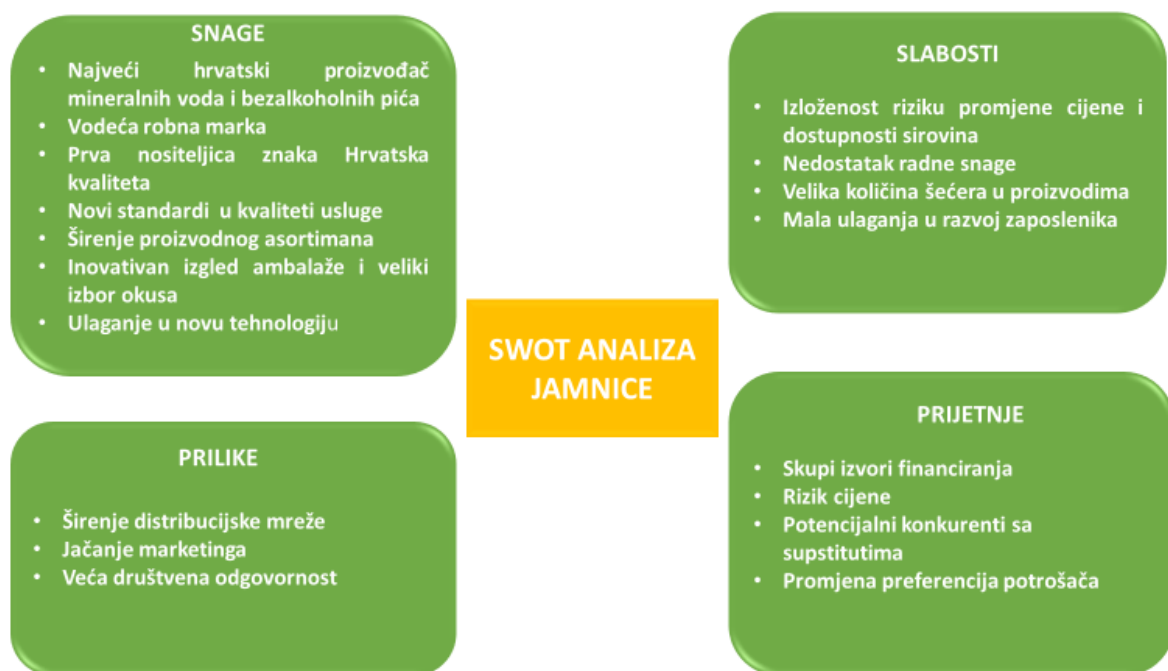 SNAGE
• Najveći hrvatski proizvođač
mineralnih voda i bezalkoholnih pića
• Vodeća robna marka
• Prva nositeljica znaka Hrvatska
kvaliteta
• Novi standardi u kvaliteti usluge
• Širenje proizvodnog asortimana
• Inovativan izgled ambalaže i veliki
izbor okusa
• Ulaganje u novu tehnologiju
SLABOSTI
• Izloženost riziku promjene cijene i
dostupnosti sirovina
• Nedostatak radne snage
• Velika količina šećera u proizvodima
• Mala ulaganja u razvoj zaposlenika
SWOT ANALIZA
JAMNICE
PRILIKE
• Širenje distribucijske mreže
• Jačanje marketinga
• Veća društvena odgovornost
PRIJETNJE
• Skupi izvori financiranja
• Rizik cijene
• Potencijalni konkurenti sa
supstitutima
• Promjena preferencija potrošača